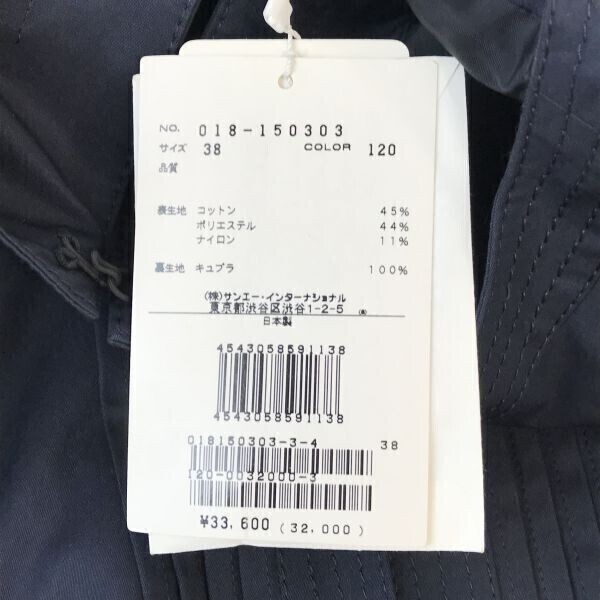 NO. 018-150303
サイズ 38 COLOR 120
品質
表生地 コットン 45%
ポリエステル 44%
ナイロン 11%
裏生地 キュプラ 100%
(株)サンエー・インターナショナル
東京都渋谷区渋谷1-2-5
日本製
4543058591138
4543058591138
018150303-3-4 38
120-0032000-3
¥33,600 (32,000)